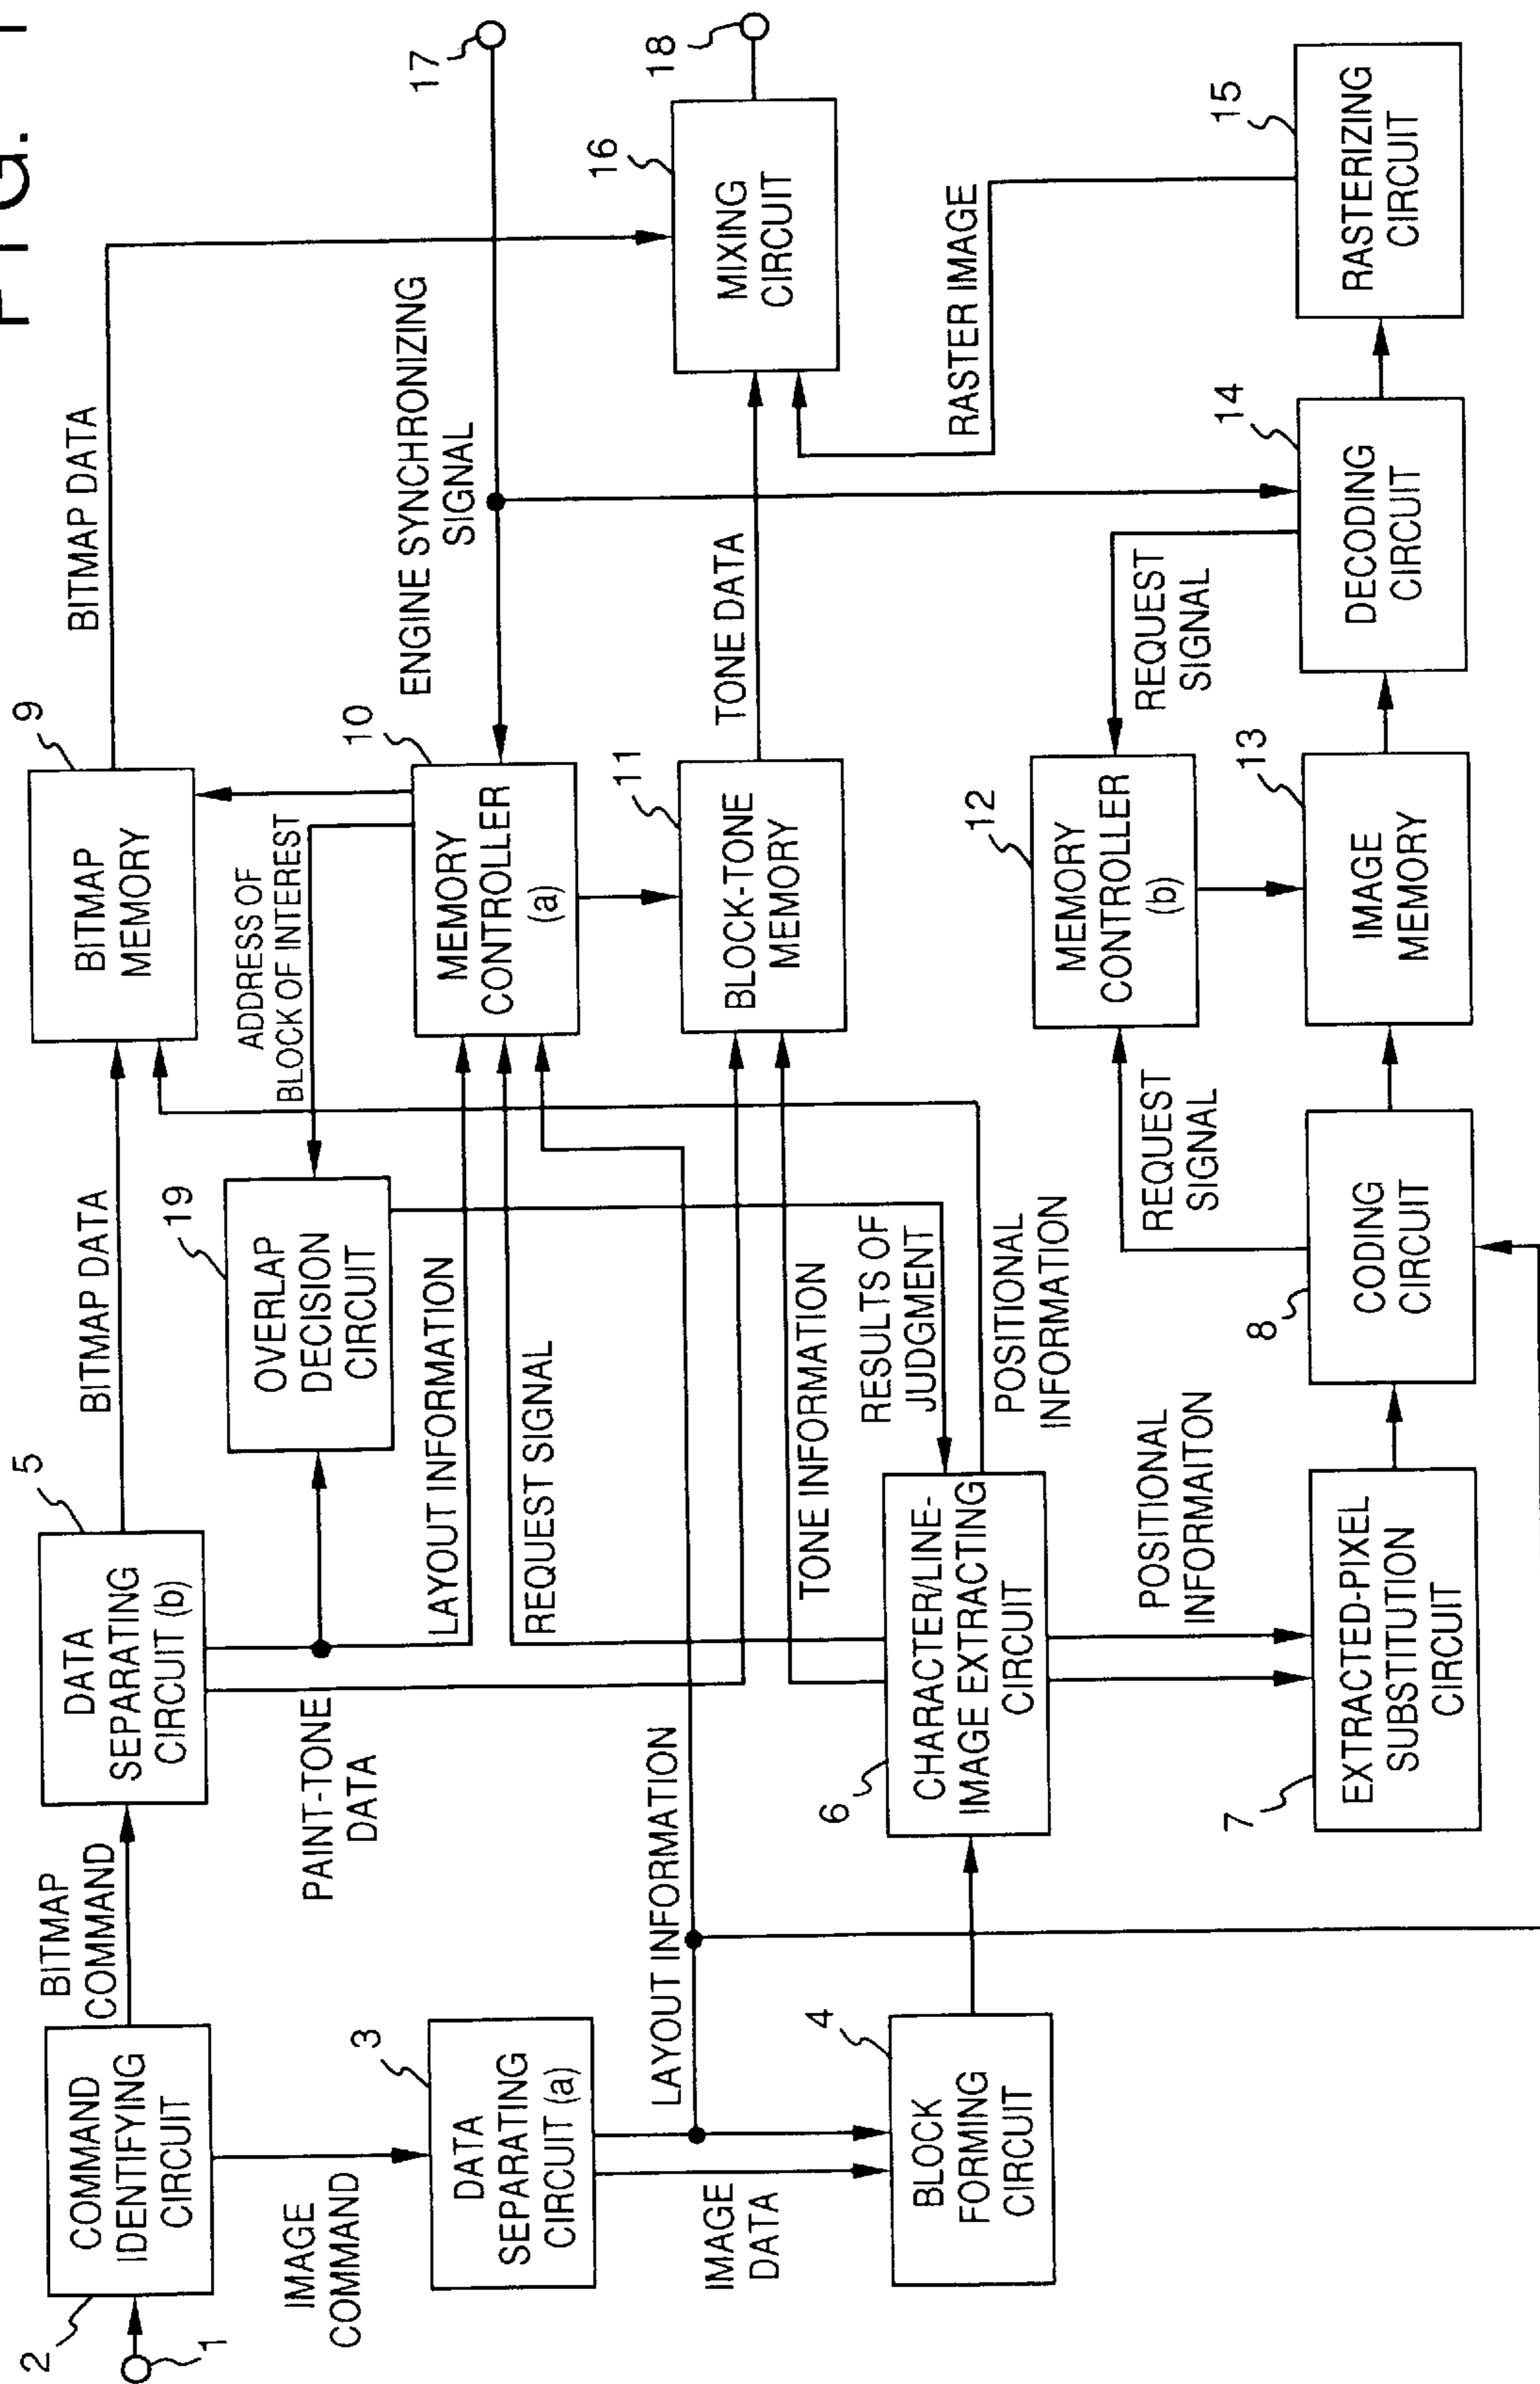 FIG. 1
1
2
COMMAND
IDENTIFYING
CIRCUIT
BITMAP
COMMAND
5
DATA
SEPARATING
CIRCUIT (b)
BITMAP DATA
9
BITMAP
MEMORY
BITMAP DATA
IMAGE
COMMAND
3
DATA
SEPARATING
CIRCUIT (a)
PAINT-TONE
DATA
19
OVERLAP
DECISION
CIRCUIT
ADDRESS OF
BLOCK OF INTEREST
LAYOUT INFORMATION
REQUEST SIGNAL
10
MEMORY
CONTROLLER
(a)
ENGINE SYNCHRONIZING
SIGNAL
17
IMAGE
DATA
LAYOUT INFORMATION
TONE INFORMATION
11
BLOCK-TONE
MEMORY
TONE DATA
16
MIXING
CIRCUIT
18
4
BLOCK
FORMING
CIRCUIT
6
CHARACTER/LINE-
IMAGE EXTRACTING
CIRCUIT
RESULTS OF
JUDGMENT
POSITIONAL
INFORMATION
12
MEMORY
CONTROLLER
(b)
REQUEST
SIGNAL
REQUEST
SIGNAL
RASTER IMAGE
POSITIONAL
INFORMAITON
7
EXTRACTED-PIXEL
SUBSTITUTION
CIRCUIT
8
CODING
CIRCUIT
13
IMAGE
MEMORY
14
DECODING
CIRCUIT
15
RASTERIZING
CIRCUIT